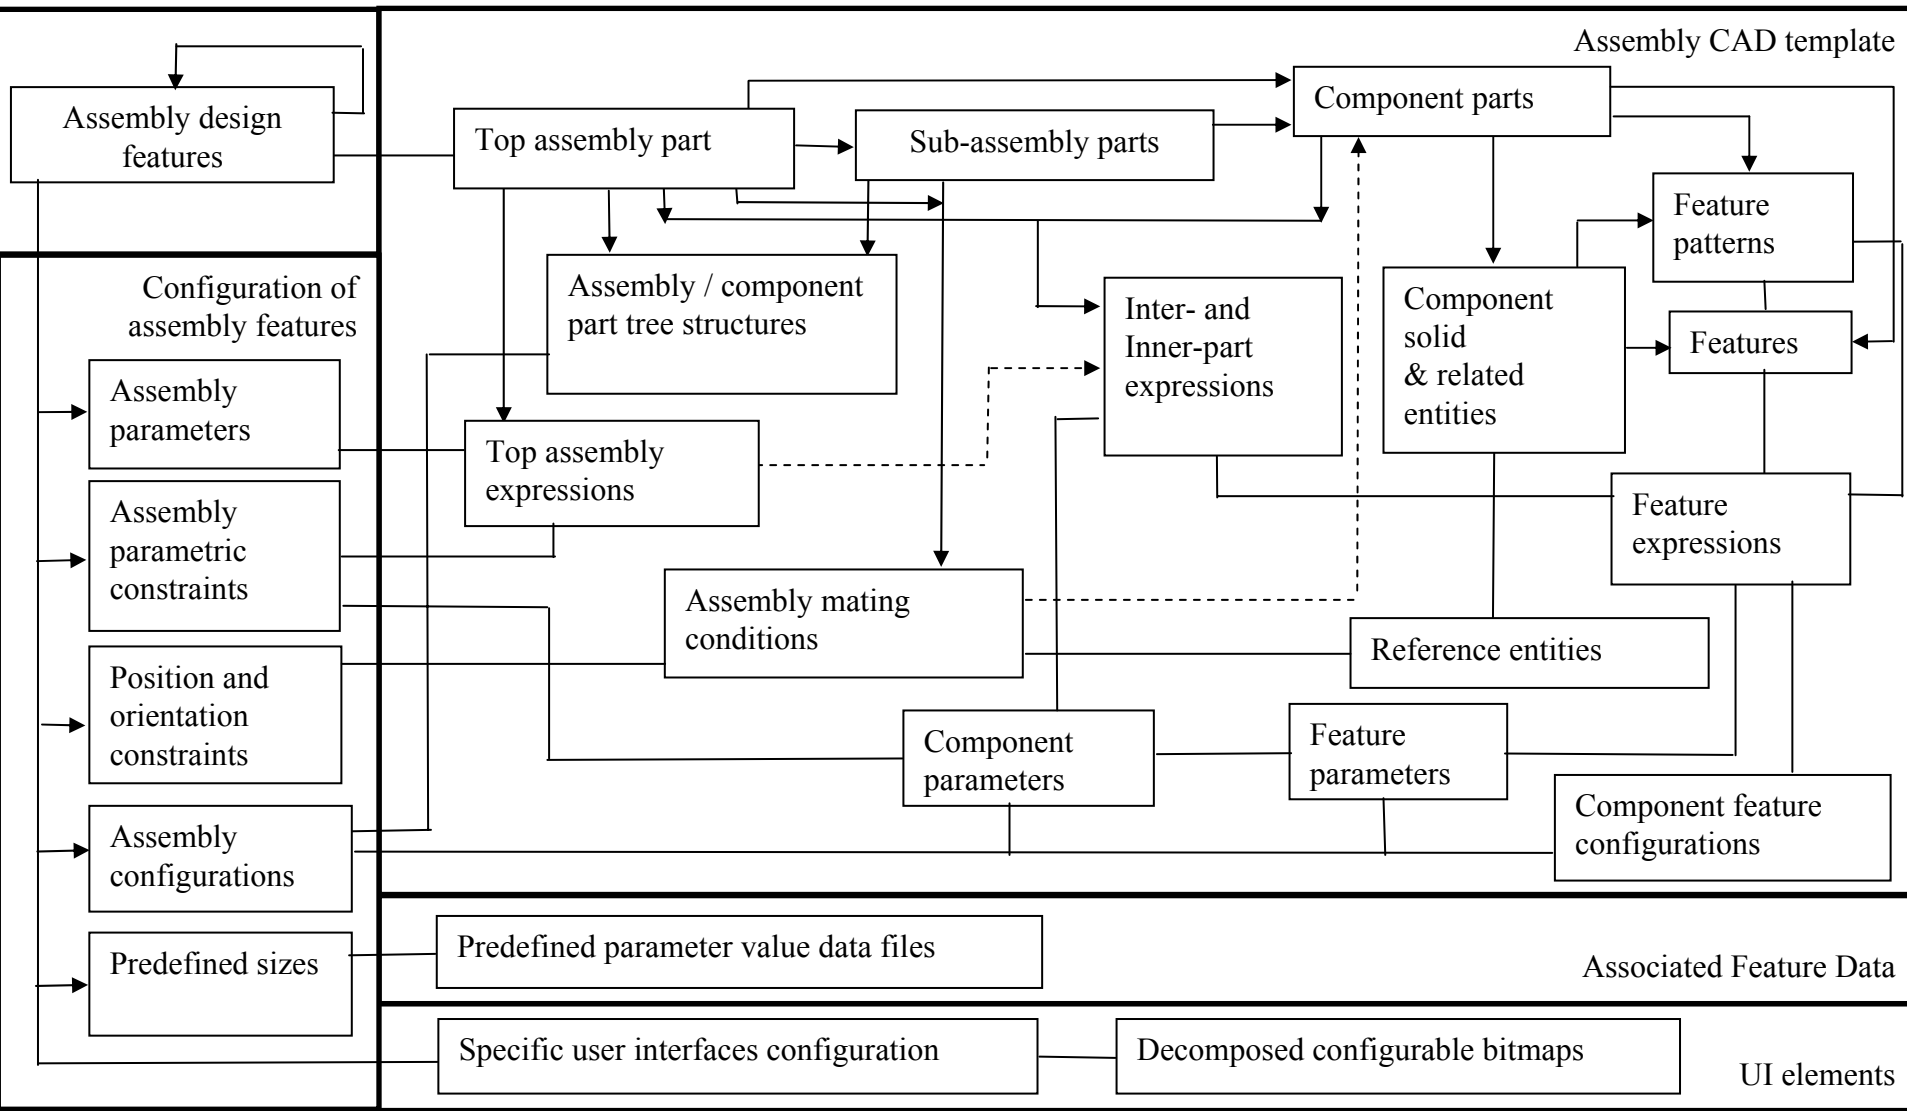 Assembly CAD template
Assembly design
features
Top assembly part
Sub-assembly parts
Component parts
Feature
patterns
Features
Configuration of
assembly features
Assembly / component
part tree structures
Inter- and
Inner-part
expressions
Component
solid
& related
entities
Assembly
parameters
Top assembly
expressions
Feature
expressions
Assembly
parametric
constraints
Assembly mating
conditions
Reference entities
Position and
orientation
constraints
Component
parameters
Feature
parameters
Component feature
configurations
Assembly
configurations
Predefined sizes
Predefined parameter value data files
Associated Feature Data
Specific user interfaces configuration
Decomposed configurable bitmaps
UI elements